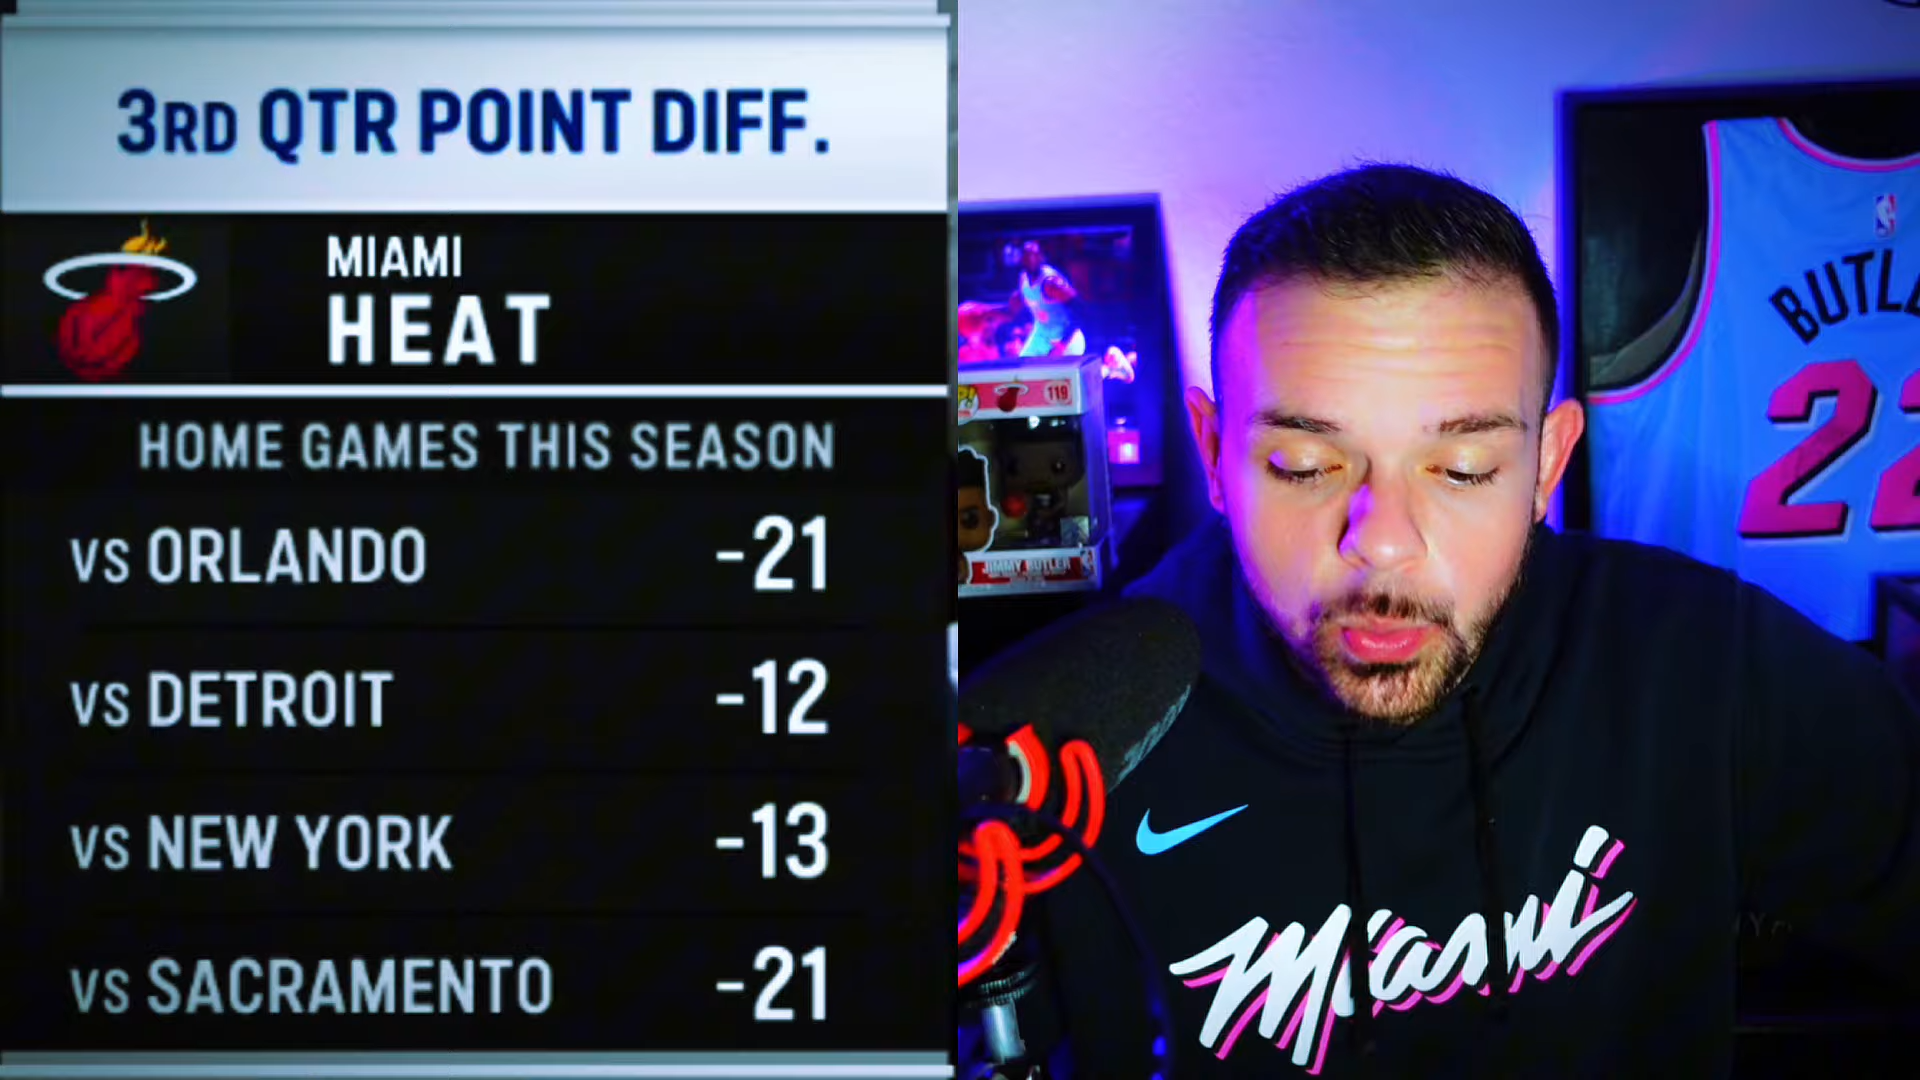 3RD QTR POINT DIFF.
MIAMI
HEAT
HOME GAMES THIS SEASON
VS ORLANDO -21
VS DETROIT -12
VS NEW YORK -13
VS SACRAMENTO -21
119
JIMMY BUTLER
BUTLE
22
Miami